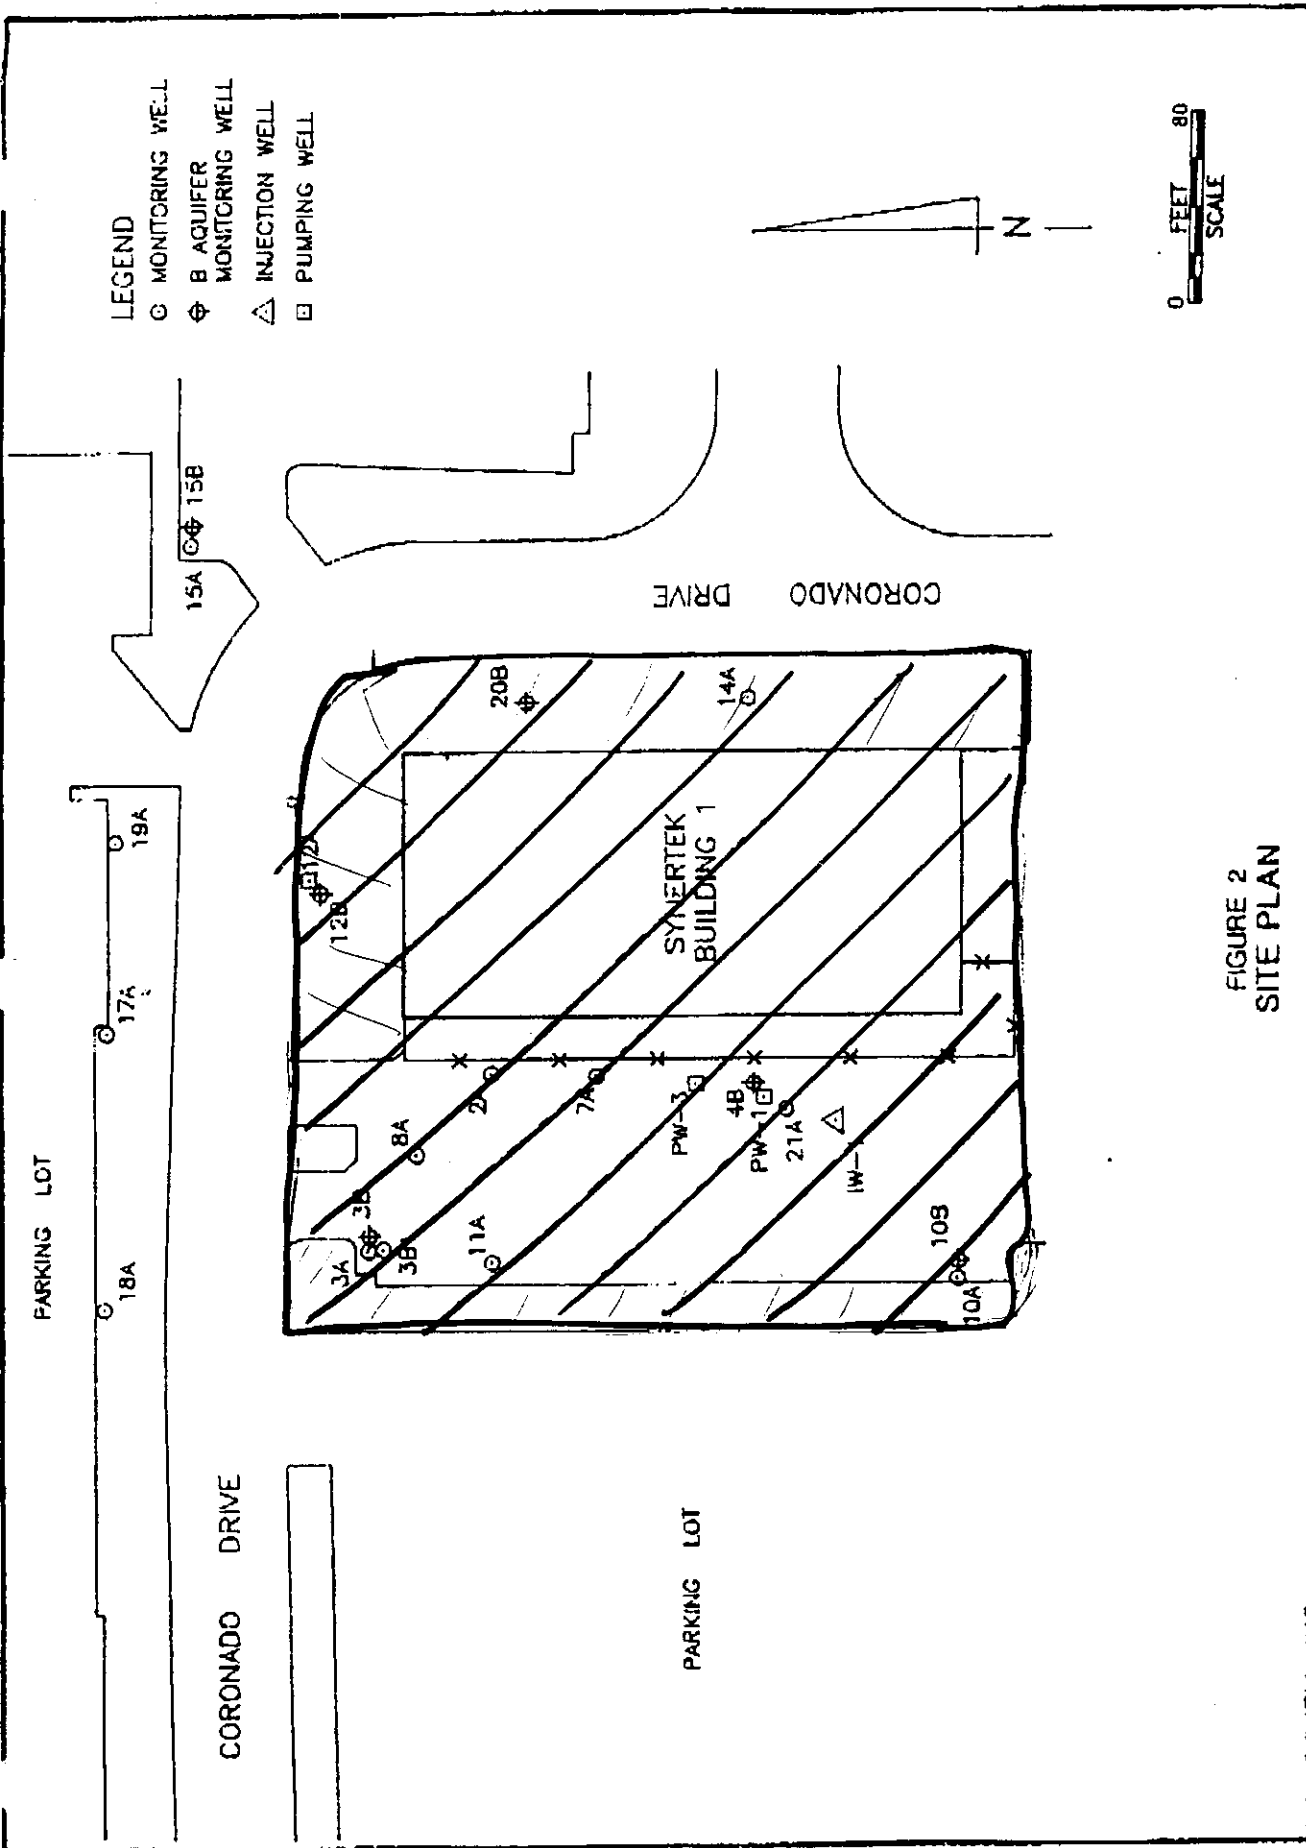 PARKING LOT
18A
17A
19A
CORONADO DRIVE
15A
15B
LEGEND
MONITORING WELL
B AQUIFER
MONITORING WELL
INJECTION WELL
PUMPING WELL
3A
3B
3B'
8A
12B
12A
20B
11A
2A
7A
PW-3
4B
PW-1
21A
IW-1
SYNERTEK
BUILDING 1
14A
CORONADO DRIVE
10A
10B
PARKING LOT
N
0 FEET 80
SCALE
FIGURE 2
SITE PLAN